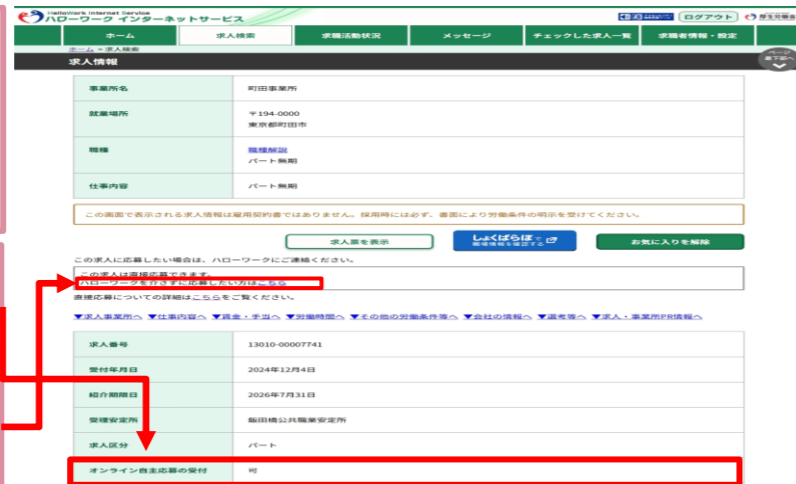 HelloWork Internet Service
ハローワーク インターネットサービス
ログアウト
ホーム
求人検索
求職活動状況
メッセージ
チェックした求人一覧
求職者情報・設定
ホーム > 求人検索
求人情報
ページ
最下部へ
事業所名
町田事業所
就業場所
〒194-0000
東京都町田市
職種
職種解説
パート無期
仕事内容
パート無期
この画面で表示される求人情報は雇用契約書ではありません。採用時には必ず、書面により労働条件の明示を受けてください。
求人票を表示
しょくばらぼで
職場情報を確認する
お気に入りを解除
この求人に応募したい場合は、ハローワークにご連絡ください。
この求人は直接応募できます。
ハローワークを介さずに応募したい方はこちら
直接応募についての詳細はこちらをご覧ください。
▼求人事業所へ ▼仕事内容へ ▼賃金・手当へ ▼労働時間へ ▼その他の労働条件等へ ▼会社の情報へ ▼選考等へ ▼求人・事業所PR情報へ
求人番号
13010-00007741
受付年月日
2024年12月4日
紹介期限日
2026年7月31日
受理安定所
飯田橋公共職業安定所
求人区分
パート
オンライン自主応募の受付
可